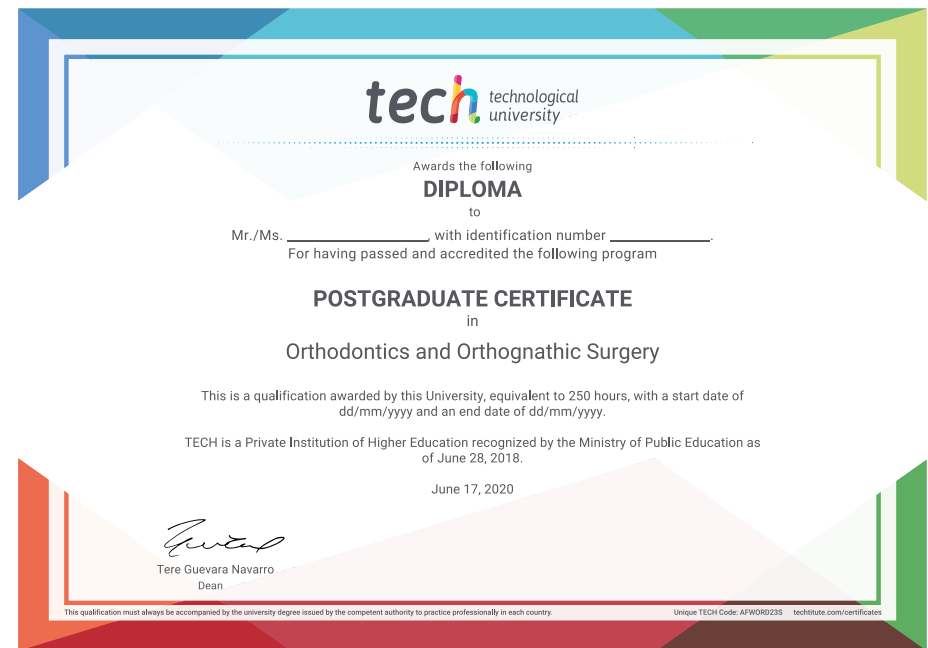 tech technological
university
Awards the following
DIPLOMA
to
Mr./Ms. ____________, with identification number ____________.
For having passed and accredited the following program
POSTGRADUATE CERTIFICATE
in
Orthodontics and Orthognathic Surgery
This is a qualification awarded by this University, equivalent to 250 hours, with a start date of
dd/mm/yyyy and an end date of dd/mm/yyyy.
TECH is a Private Institution of Higher Education recognized by the Ministry of Public Education as
of June 28, 2018.
June 17, 2020
Tere Guevara Navarro
Dean
This qualification must always be accompanied by the university degree issued by the competent authority to practice professionally in each country. Unique TECH Code: AFWORD23S techtitute.com/certificates